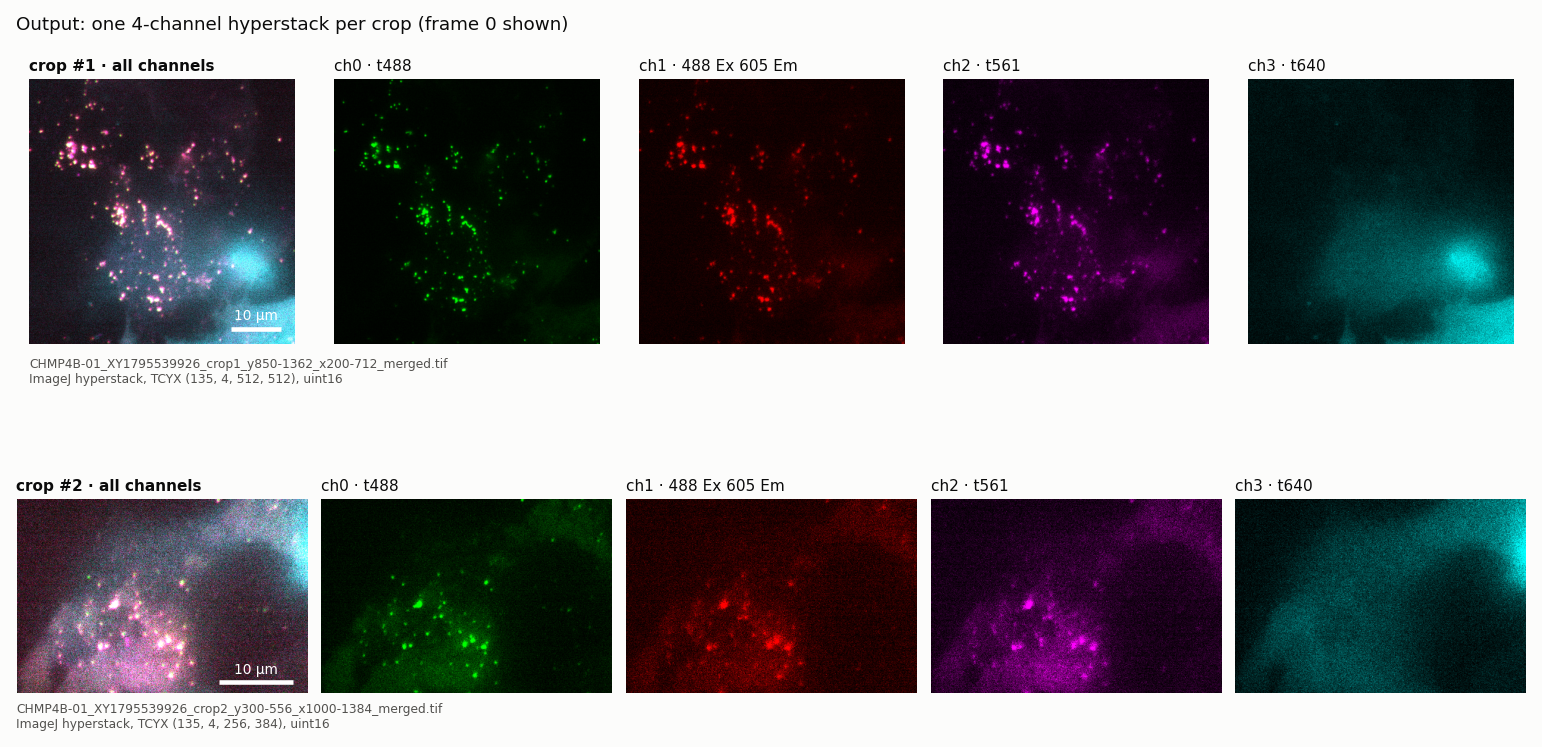 Output: one 4-channel hyperstack per crop (frame 0 shown)
crop #1 · all channels
ch0 · t488
ch1 · 488 Ex 605 Em
ch2 · t561
ch3 · t640
10 µm
CHMP4B-01_XY1795539926_crop1_y850-1362_x200-712_merged.tif
ImageJ hyperstack, TCYX (135, 4, 512, 512), uint16
crop #2 · all channels
ch0 · t488
ch1 · 488 Ex 605 Em
ch2 · t561
ch3 · t640
10 µm
CHMP4B-01_XY1795539926_crop2_y300-556_x1000-1384_merged.tif
ImageJ hyperstack, TCYX (135, 4, 256, 384), uint16